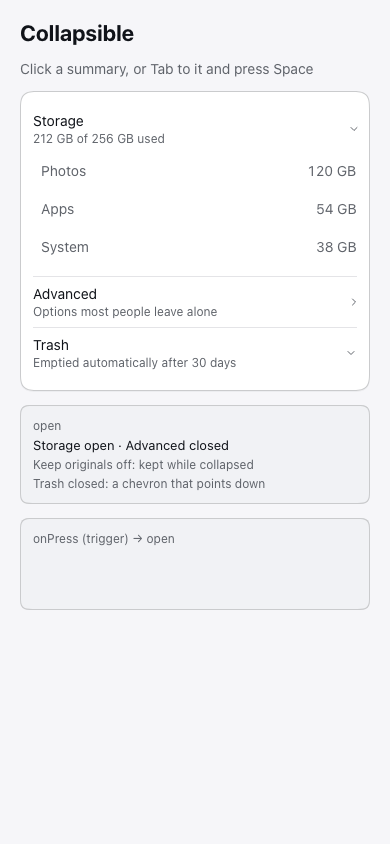 Collapsible
Click a summary, or Tab to it and press Space
Storage
212 GB of 256 GB used
Photos 120 GB
Apps 54 GB
System 38 GB
Advanced
Options most people leave alone
Trash
Emptied automatically after 30 days
open
Storage open · Advanced closed
Keep originals off: kept while collapsed
Trash closed: a chevron that points down
onPress (trigger) → open